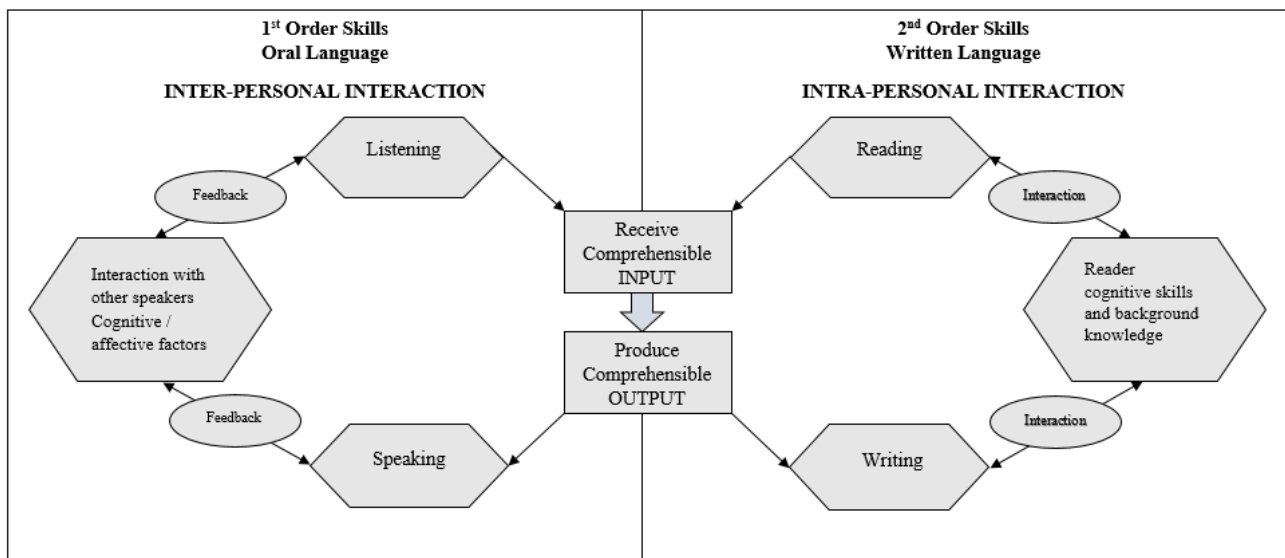 1st Order Skills
Oral Language
INTER-PERSONAL INTERACTION
Listening
Feedback
Interaction with
other speakers
Cognitive /
affective factors
Feedback
Speaking
Receive
Comprehensible
INPUT
Produce
Comprehensible
OUTPUT
2nd Order Skills
Written Language
INTRA-PERSONAL INTERACTION
Reading
Interaction
Reader
cognitive skills
and background
knowledge
Interaction
Writing